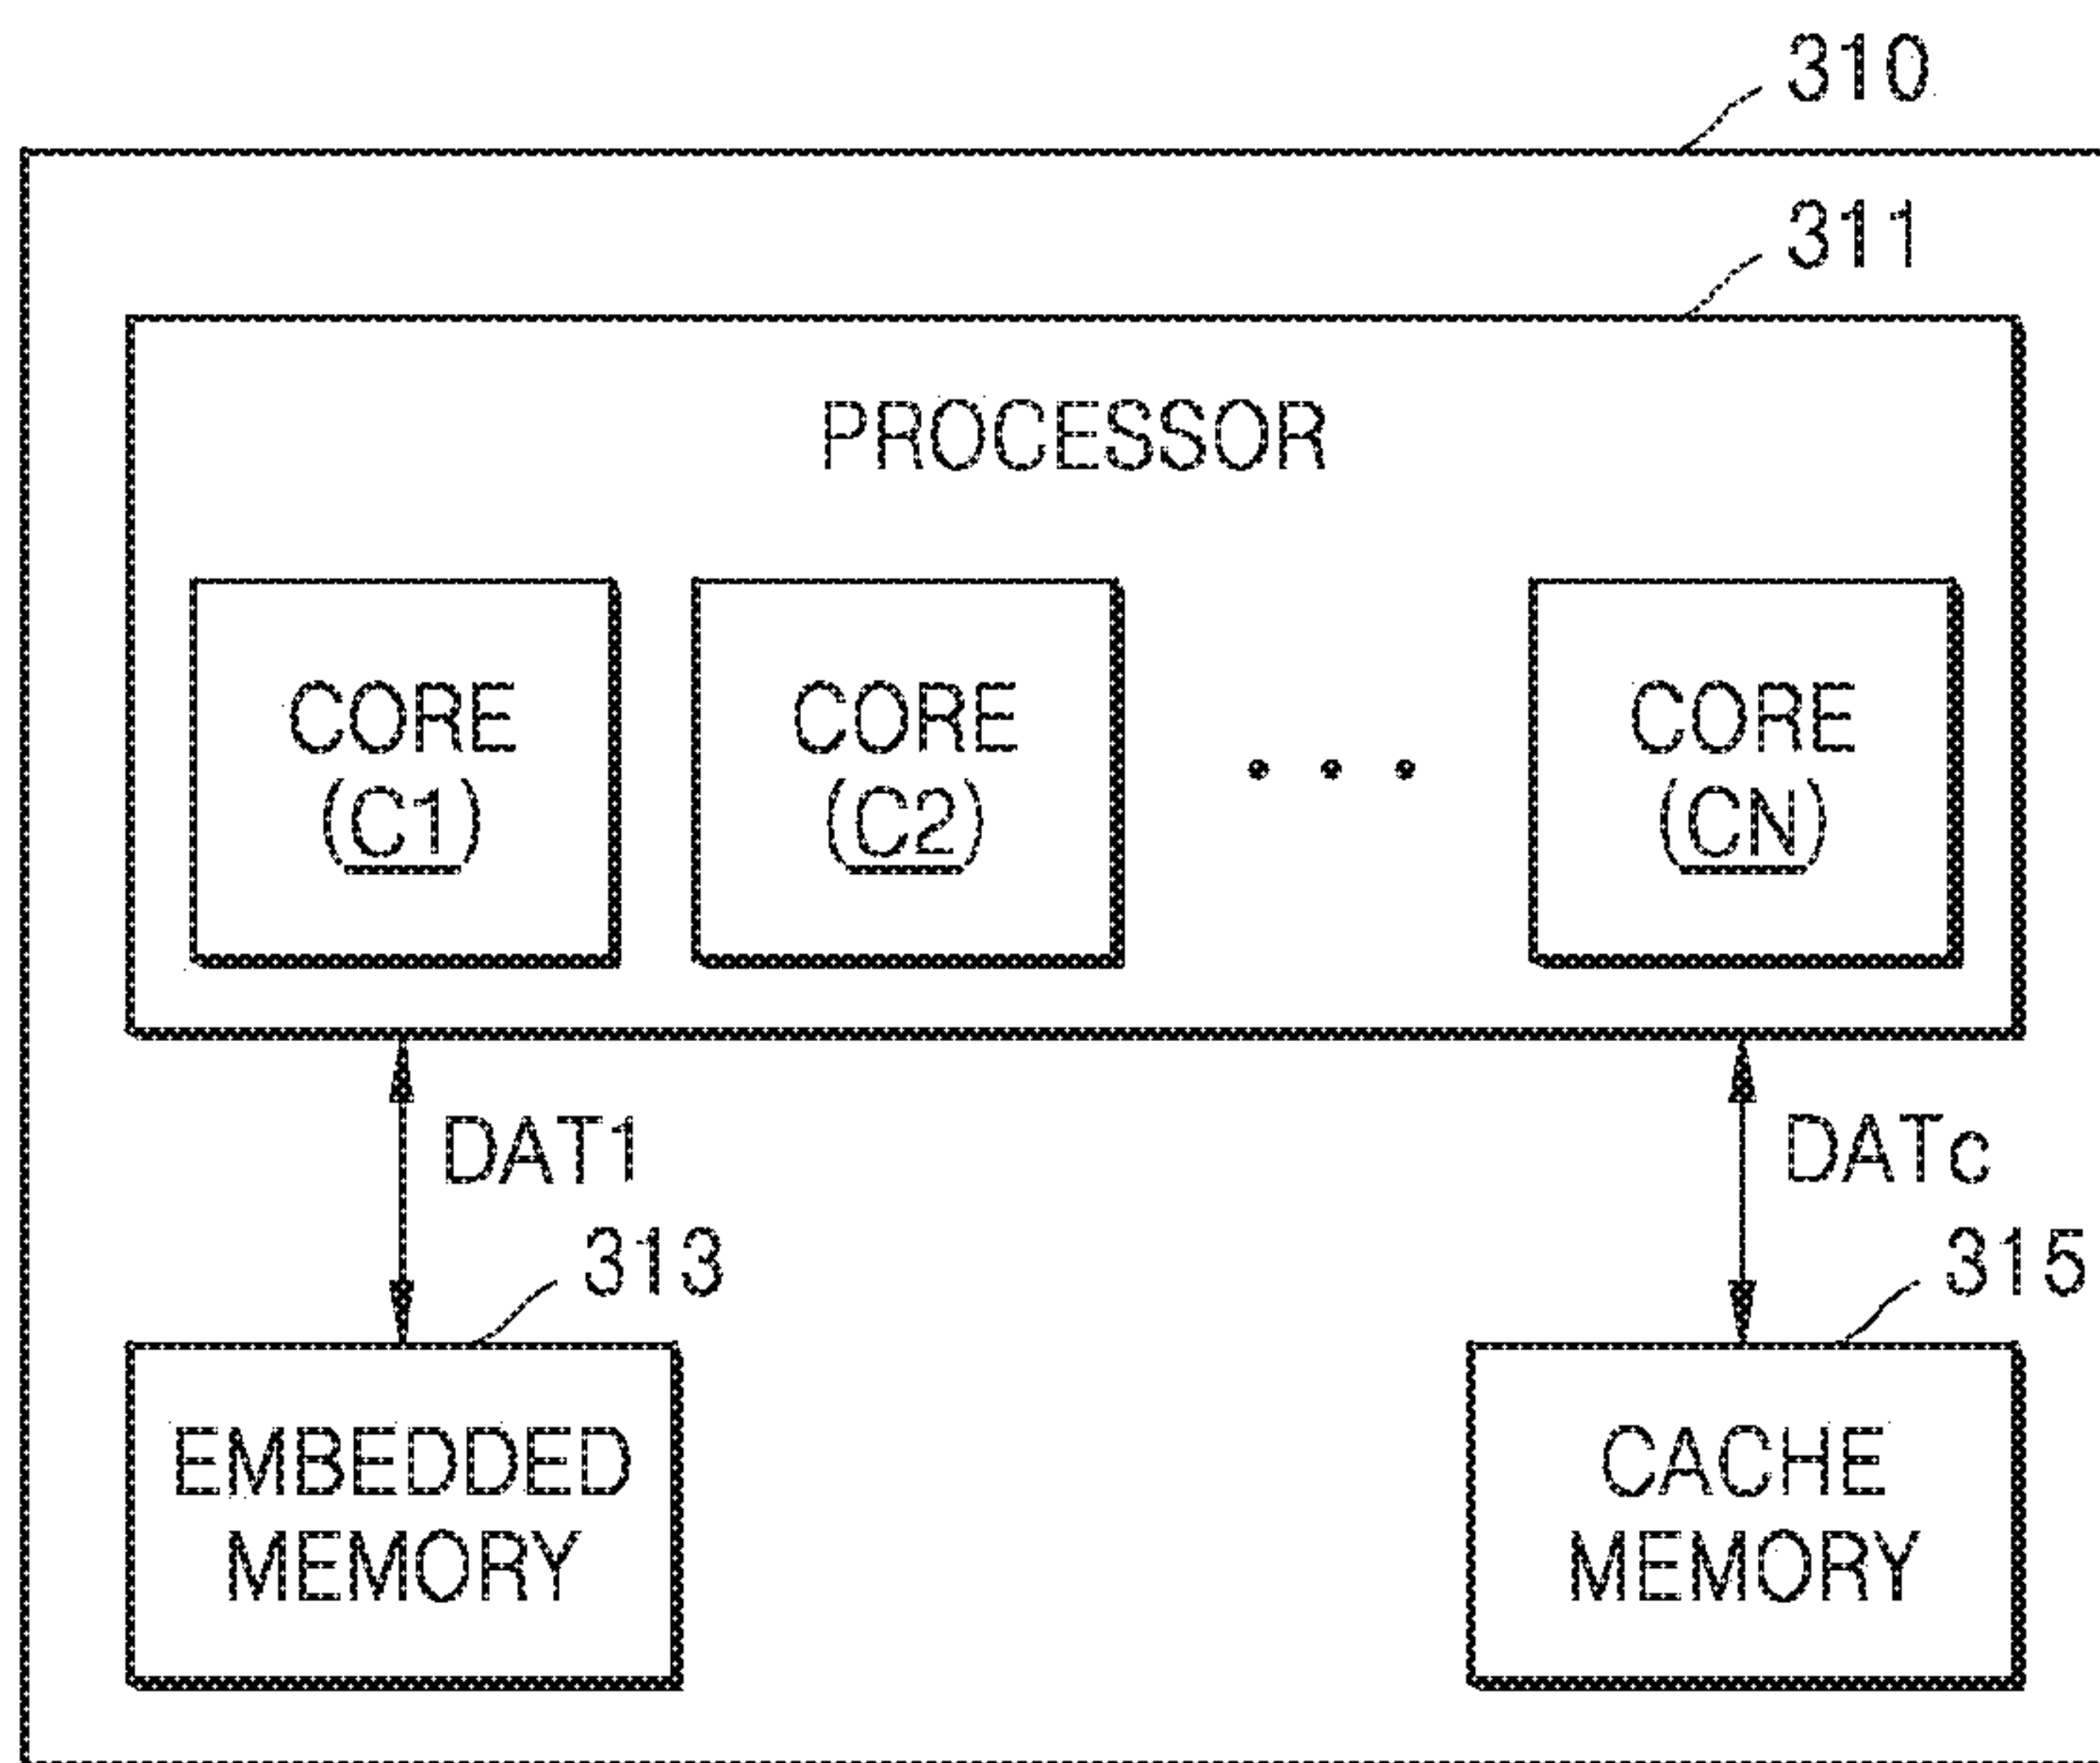 310
311
PROCESSOR
CORE
(C1)
CORE
(C2)
. . .
CORE
(CN)
DAT1
DATc
313
315
EMBEDDED
MEMORY
CACHE
MEMORY